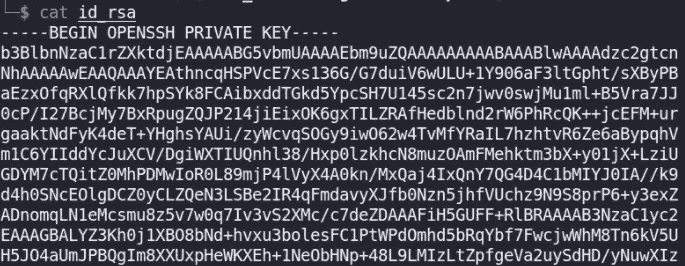 └─$ cat id_rsa
-----BEGIN OPENSSH PRIVATE KEY-----
b3BlbnNzaC1rZXktdjEAAAAABG5vbmUAAAAEbm9uZQAAAAAAAAABAAABlwAAAAdzc2gtcn
NhAAAAAwEAAQAAAYEAthncqHSPVcE7xs136G/G7duiV6wULU+1Y906aF3ltGpht/sXByPB
aEzxOfqRXlQfkk7hpSYk8FCAibxddTGkd5YpcSH7U145sc2n7jwv0swjMu1ml+B5Vra7JJ
0cP/I27BcjMy7BxRpugZQJP214jiEixOK6gxTILZRAfHedblnd2rW6PhRcQK++jcEFM+ur
gaaktNdFyK4deT+YHghsYAUi/zyWcvqSOGy9iwO62w4TvMfYRaIL7hzhtvR6Ze6aBypqhV
m1C6YIIddYcJuXCV/DgiWXTIUQnhl38/Hxp0lzkhcN8muzOAmFMehktm3bX+y01jX+LziU
GDYM7cTQitZ0MhPDMwIoR0L89mjP4lVyX4A0kn/MxQaj4IxQnY7QG4D4C1bMIYJ0IA//k9
d4h0SNcEOlgDCZ0yCLZQeN3LSBe2IR4qFmdavyXJfb0Nzn5jhfVUchz9N9S8prP6+y3exZ
ADnomqLN1eMcsmu8z5v7w0q7Iv3vS2XMc/c7deZDAAAFiH5GUFF+RlBRAAAAB3NzaC1yc2
EAAAGBALYZ3Kh0j1XBO8bNd+hvxu3bolesFC1PtWPdOmhd5bRqYbf7FwcjwWhM8Tn6kV5U
H5JO4aUmJPBQgIm8XXUxpHeWKXEh+1NeObHNp+48L9LMIzLtZpfgeVa2uySdHD/yNuwXIz